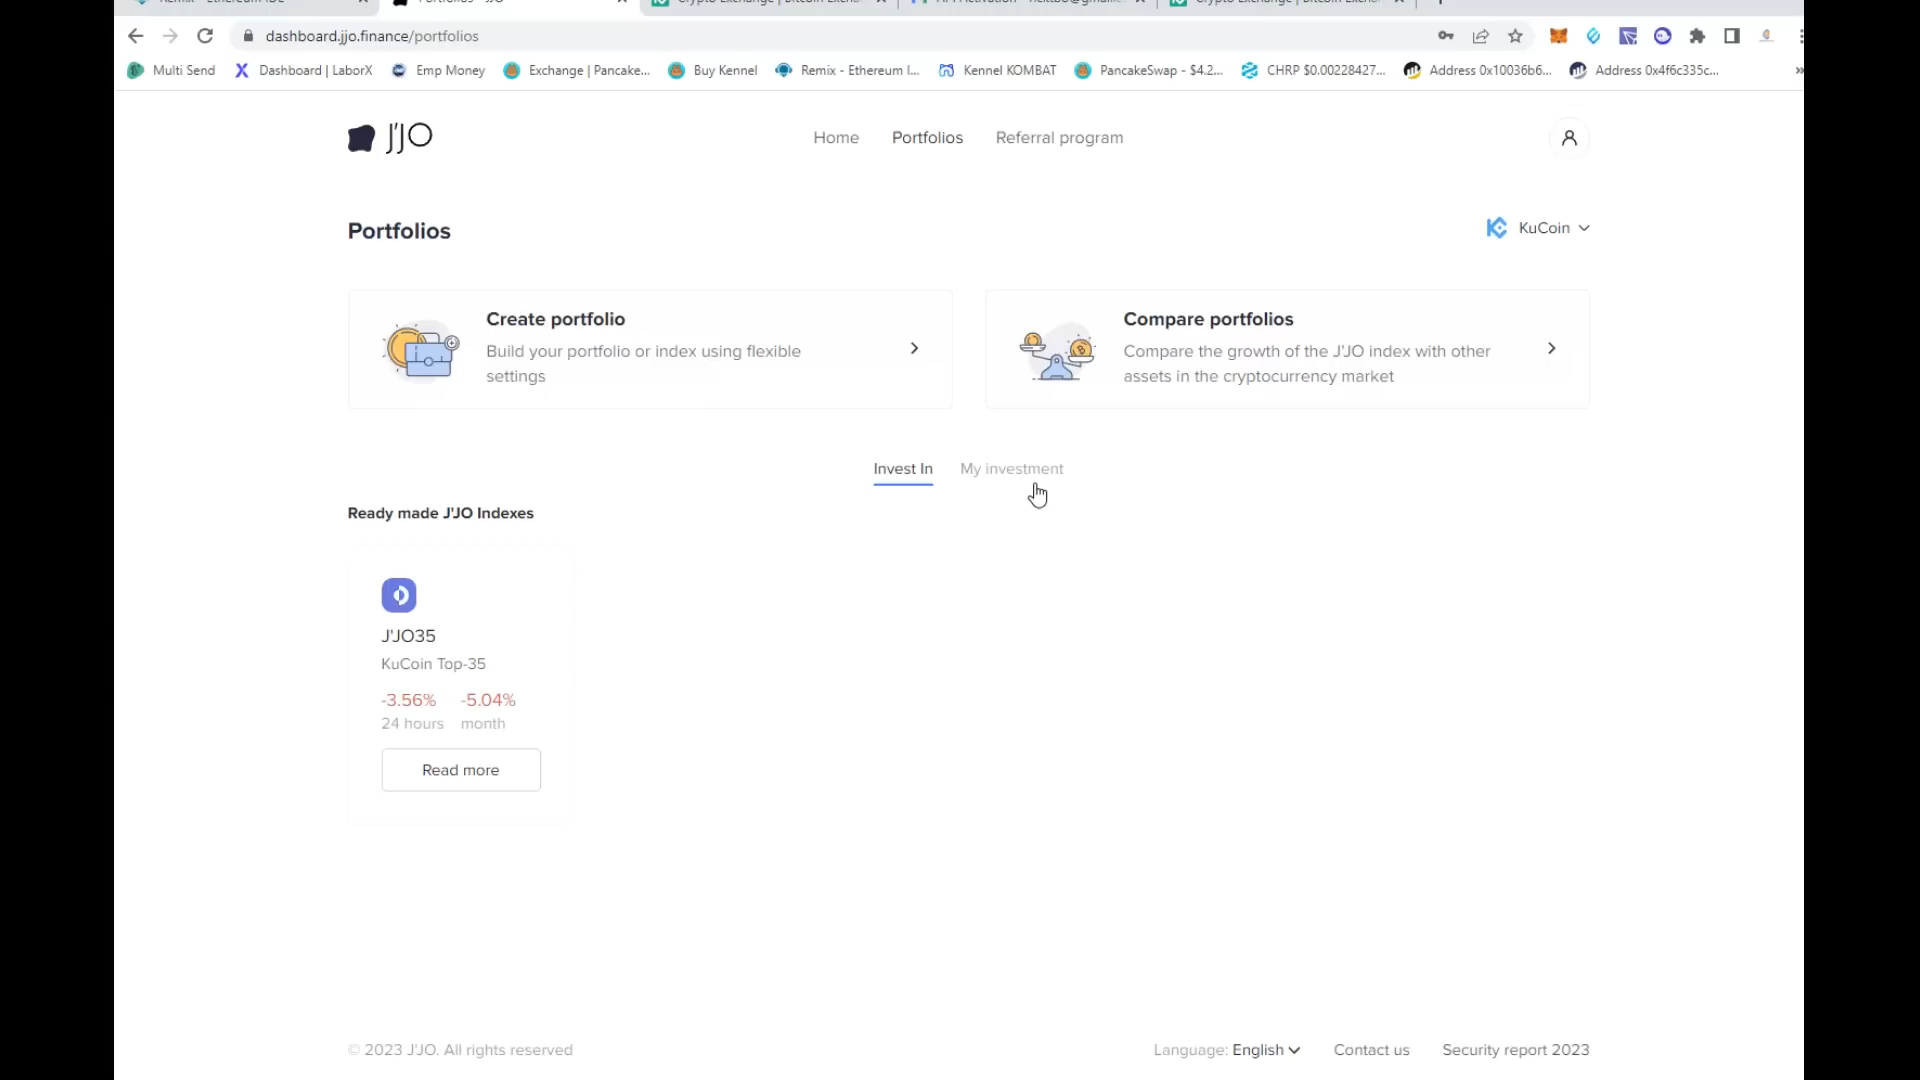 dashboard.jjo.finance/portfolios
Multi Send
Dashboard | LaborX
Emp Money
Exchange | Pancake...
Buy Kennel
Remix - Ethereum I...
Kennel KOMBAT
PancakeSwap - $4.2...
CHRP $0.00228427...
Address 0x10036b6...
Address 0x4f6c335c...
J'JO
Home
Portfolios
Referral program
Portfolios
KuCoin
Create portfolio
Build your portfolio or index using flexible
settings
Compare portfolios
Compare the growth of the J'JO index with other
assets in the cryptocurrency market
Invest In
My investment
Ready made J'JO Indexes
J'JO35
KuCoin Top-35
-3.56% -5.04%
24 hours month
Read more
© 2023 J'JO. All rights reserved
Language: English
Contact us
Security report 2023